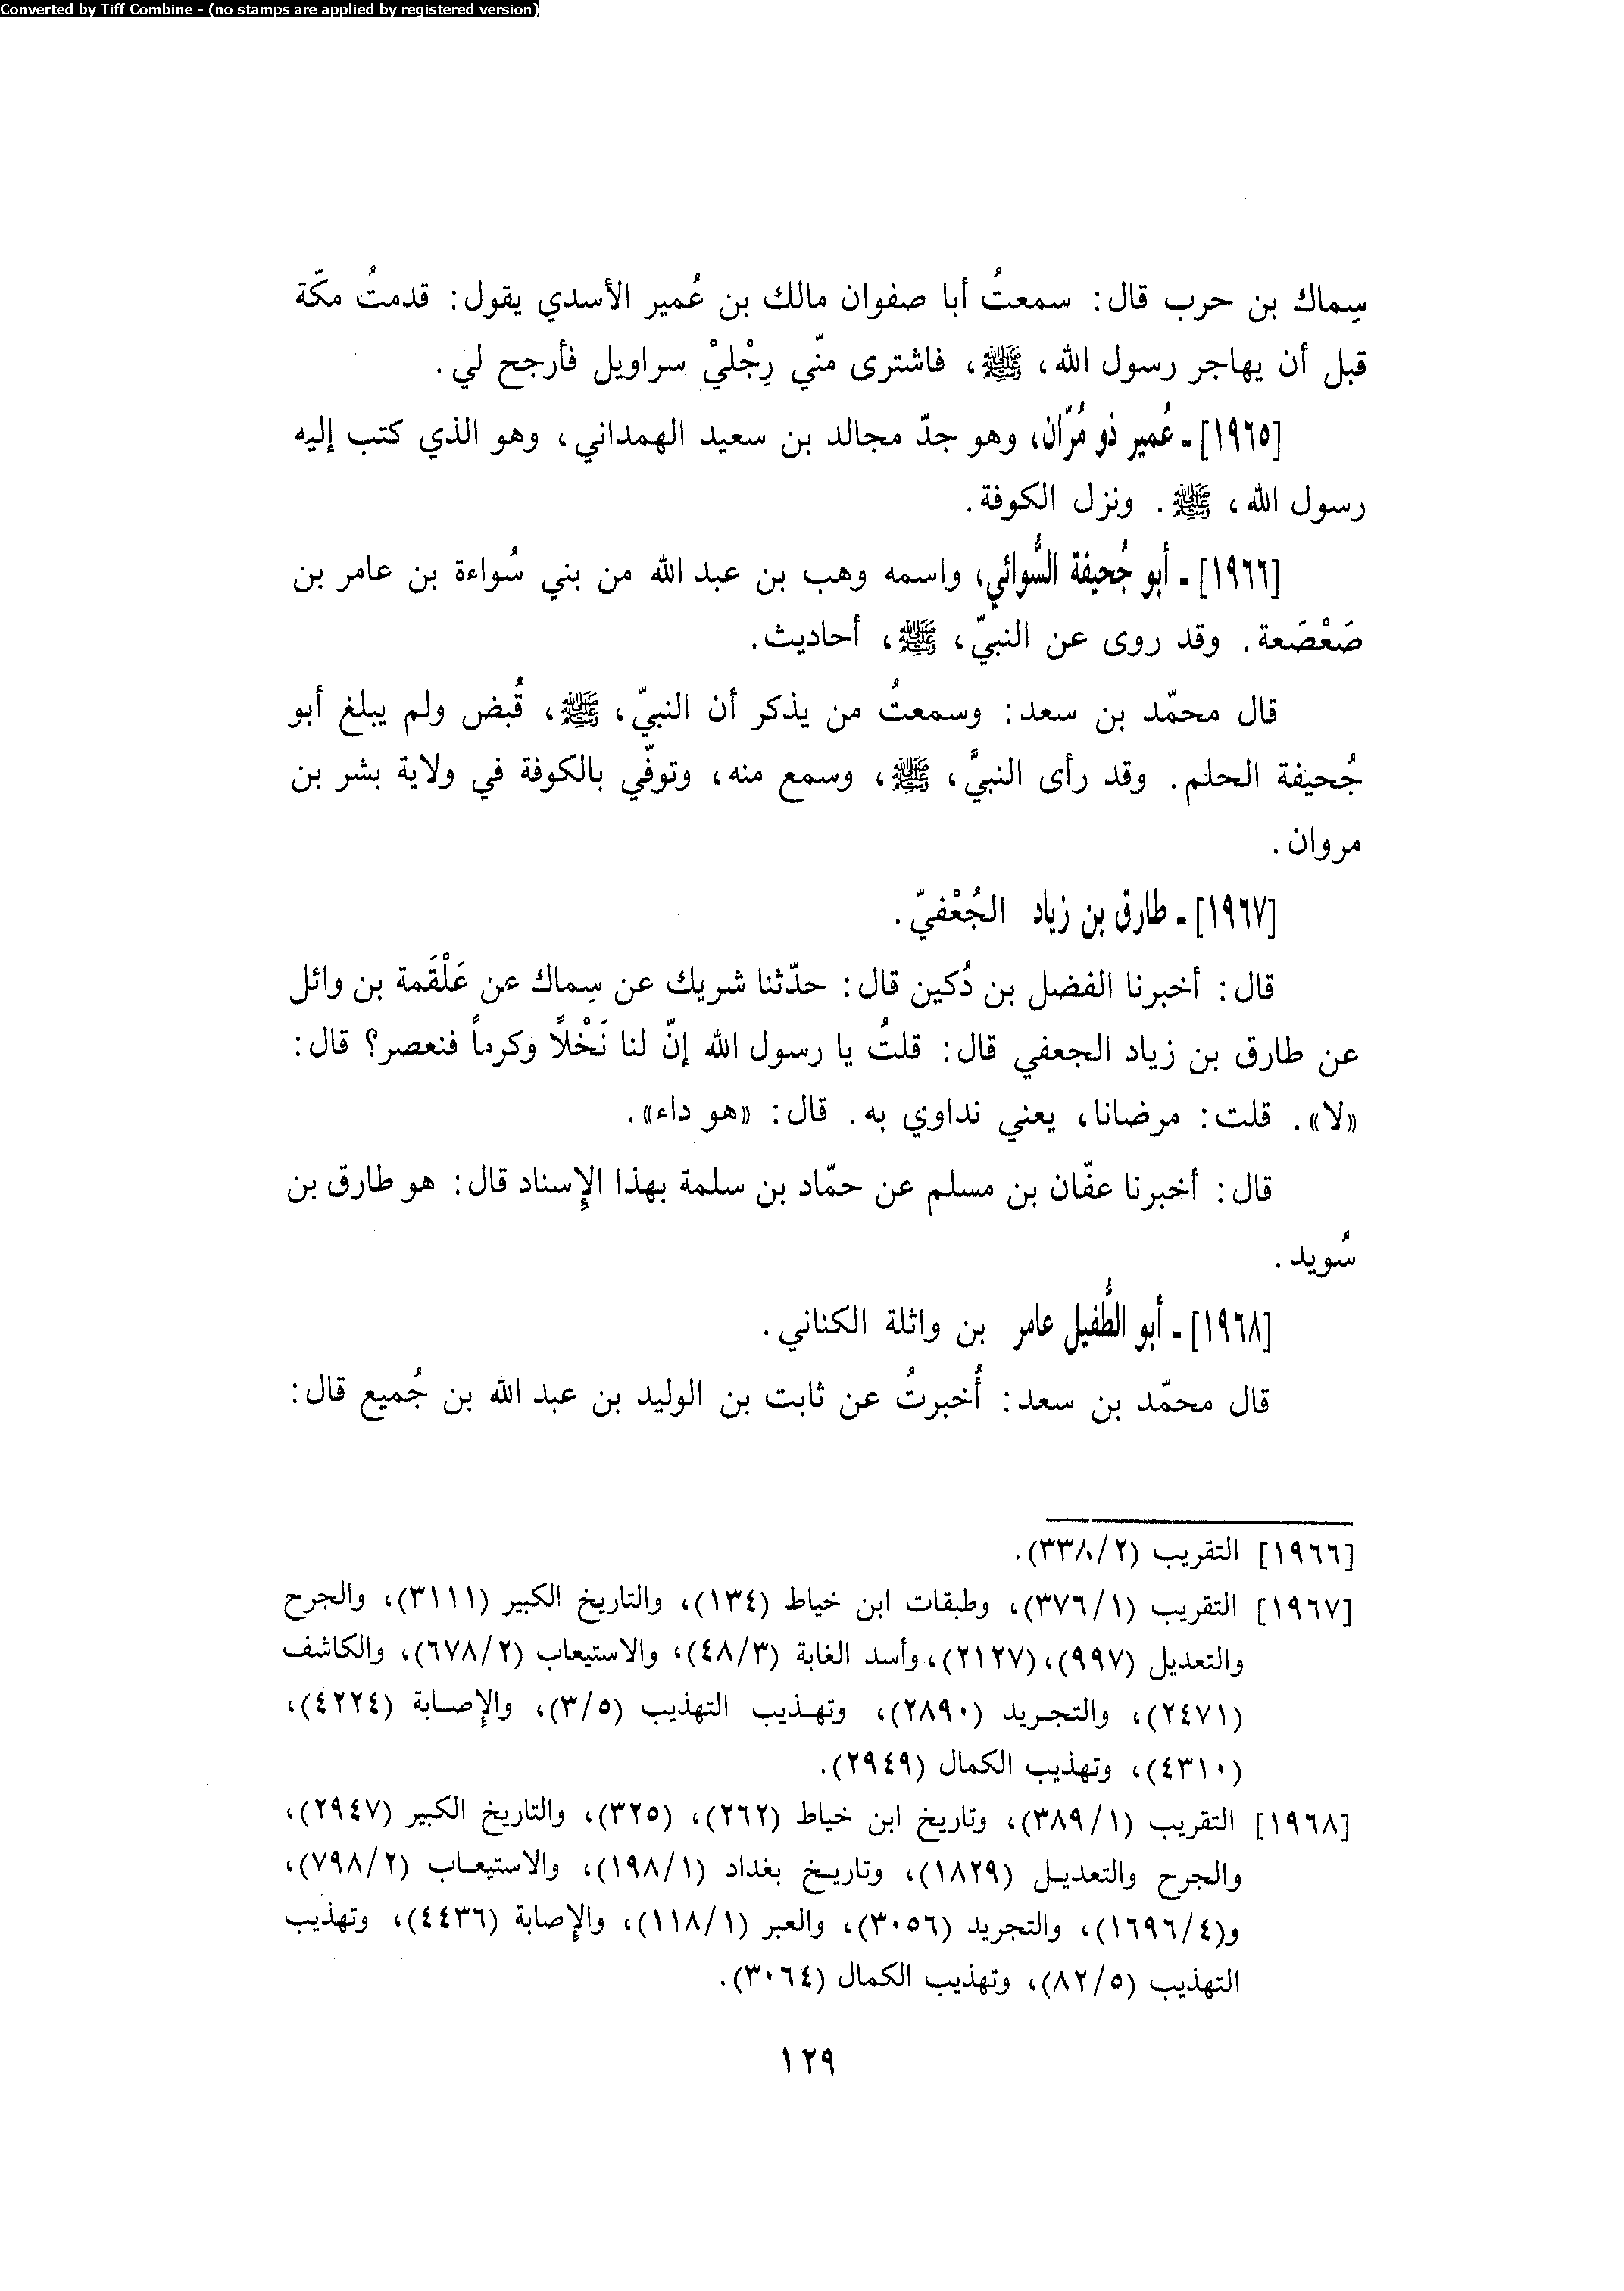 Converted by Tiff Combine - (no stamps are applied by registered version)
سِماك بن حرب قال: سمعتُ أبا صفوان مالك بن عُمير الأسدي يقول: قدمتُ مكّة
قبل أن يهاجر رسول الله، ﷺ، فاشترى منّي رِجْليْ سراويل فأرجح لي.
[١٩٦٥] ـ عُمير ذو مُرّان، وهو جدّ مجالد بن سعيد الهمداني، وهو الذي كتب إليه
رسول الله، ﷺ. ونزل الكوفة.
[١٩٦٦] ـ أبو جُحيفة السُّوائي، واسمه وهب بن عبد الله من بني سُواءة بن عامر بن
صَعْصَعة. وقد روى عن النبيّ، ﷺ، أحاديث.
قال محمّد بن سعد: وسمعتُ من يذكر أن النبيّ، ﷺ، قُبض ولم يبلغ أبو
جُحيفة الحلم. وقد رأى النبيَّ، ﷺ، وسمع منه، وتوفّي بالكوفة في ولاية بشر بن
مروان.
[١٩٦٧] ـ طارق بن زياد الجُعْفيّ.
قال: أخبرنا الفضل بن دُكين قال: حدّثنا شريك عن سِماك عن عَلْقَمة بن وائل
عن طارق بن زياد الجعفي قال: قلتُ يا رسول الله إنّ لنا نَخْلًا وكرماً فنعصر؟ قال:
«لا». قلت: مرضانا، يعني نداوي به. قال: «هو داء».
قال: أخبرنا عفّان بن مسلم عن حمّاد بن سلمة بهذا الإسناد قال: هو طارق بن
سُويد.
[١٩٦٨] ـ أبو الطُّفيل عامر بن واثلة الكناني.
قال محمّد بن سعد: أُخبرتُ عن ثابت بن الوليد بن عبد الله بن جُميع قال:
[١٩٦٦] التقريب (٣٣٨/٢).
[١٩٦٧] التقريب (٣٧٦/١)، وطبقات ابن خياط (١٣٤)، والتاريخ الكبير (٣١١١)، والجرح
والتعديل (٩٩٧)، (٢١٢٧)، وأسد الغابة (٤٨/٣)، والاستيعاب (٦٧٨/٢)، والكاشف
(٢٤٧١)، والتجريد (٢٨٩٠)، وتهذيب التهذيب (٣/٥)، والإصابة (٤٢٢٤)،
(٤٣١٠)، وتهذيب الكمال (٢٩٤٩).
[١٩٦٨] التقريب (٣٨٩/١)، وتاريخ ابن خياط (٢٦٢)، (٣٢٥)، والتاريخ الكبير (٢٩٤٧)،
والجرح والتعديل (١٨٢٩)، وتاريخ بغداد (١٩٨/١)، والاستيعاب (٧٩٨/٢)،
و(١٦٩٦/٤)، والتجريد (٣٠٥٦)، والعبر (١١٨/١)، والإصابة (٤٤٣٦)، وتهذيب
التهذيب (٨٢/٥)، وتهذيب الكمال (٣٠٦٤).
١٢٩